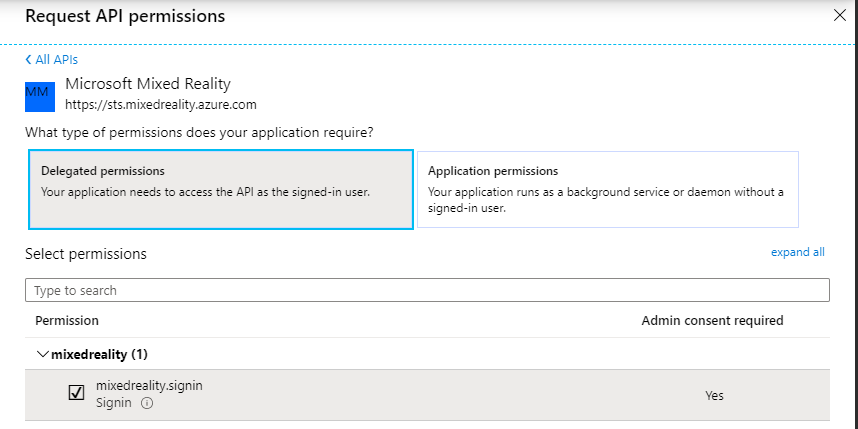 Request API permissions
All APIs
MM
Microsoft Mixed Reality
https://sts.mixedreality.azure.com
What type of permissions does your application require?
Delegated permissions
Your application needs to access the API as the signed-in user.
Application permissions
Your application runs as a background service or daemon without a
signed-in user.
Select permissions
expand all
Type to search
Permission
Admin consent required
mixedreality (1)
mixedreality.signin
Signin
Yes